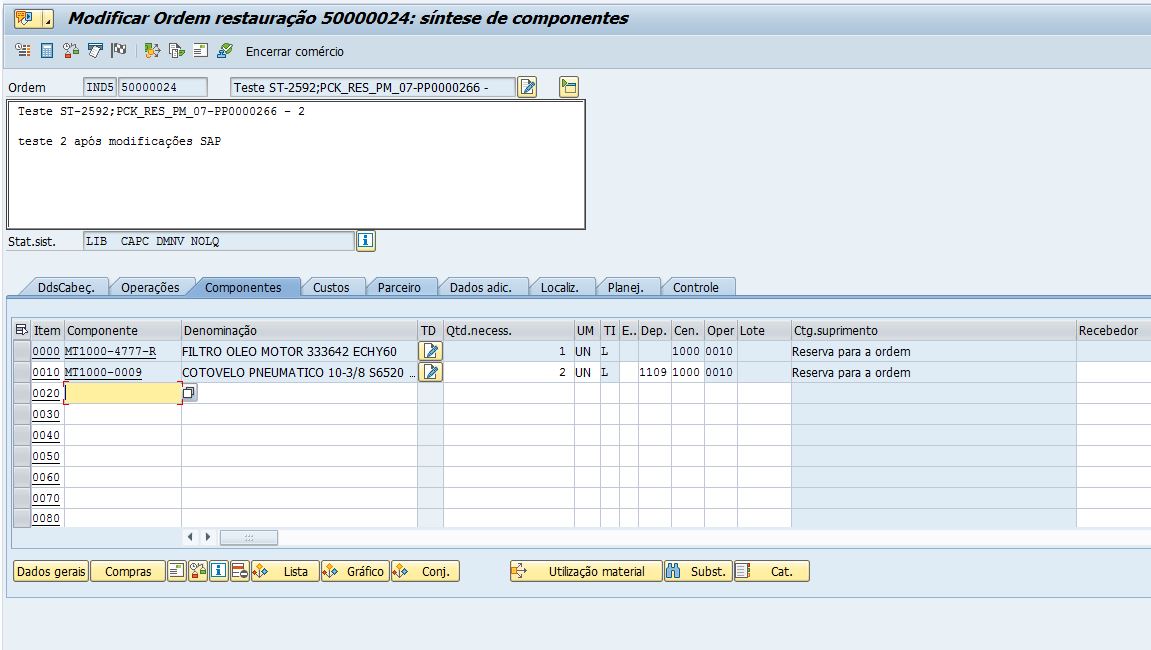 Modificar Ordem restauração 50000024: síntese de componentes
Encerrar comércio
Ordem IND5 50000024 Teste ST-2592;PCK_RES_PM_07-PP0000266 -
Teste ST-2592;PCK_RES_PM_07-PP0000266 - 2
teste 2 após modificações SAP
Stat.sist. LIB CAPC DMNV NOLQ
DdsCabeç. Operações Componentes Custos Parceiro Dados adic. Localiz. Planej. Controle
Item Componente Denominação TD Qtd.necess. UM TI E.. Dep. Cen. Oper Lote Ctg.suprimento Recebedor
0000 MT1000-4777-R FILTRO OLEO MOTOR 333642 ECHY60 1 UN L 1000 0010 Reserva para a ordem
0010 MT1000-0009 COTOVELO PNEUMATICO 10-3/8 S6520 ... 2 UN L 1109 1000 0010 Reserva para a ordem
0020
0030
0040
0050
0060
0070
0080
Dados gerais Compras Lista Gráfico Conj. Utilização material Subst. Cat.